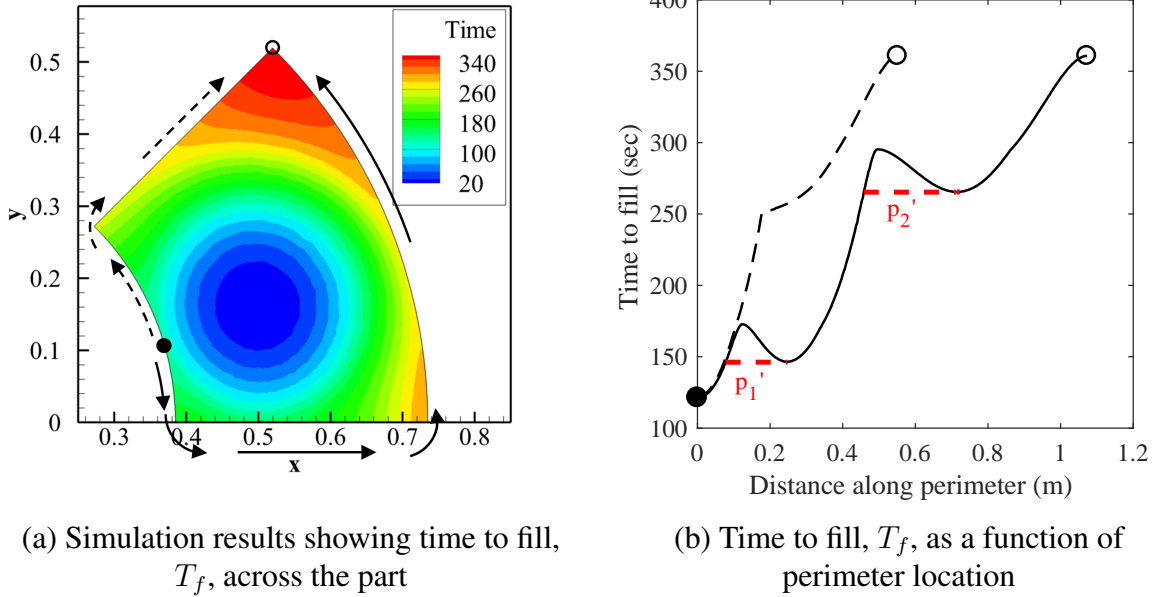 Time
340
260
180
100
20
0.5
0.4
0.3
0.2
0.1
0
y
0.3 0.4 0.5 0.6 0.7 0.8
x
400
350
300
250
200
150
100
Time to fill (sec)
p2'
p1'
0 0.2 0.4 0.6 0.8 1 1.2
Distance along perimeter (m)
(a) Simulation results showing time to fill,
Tf, across the part
(b) Time to fill, Tf, as a function of
perimeter location